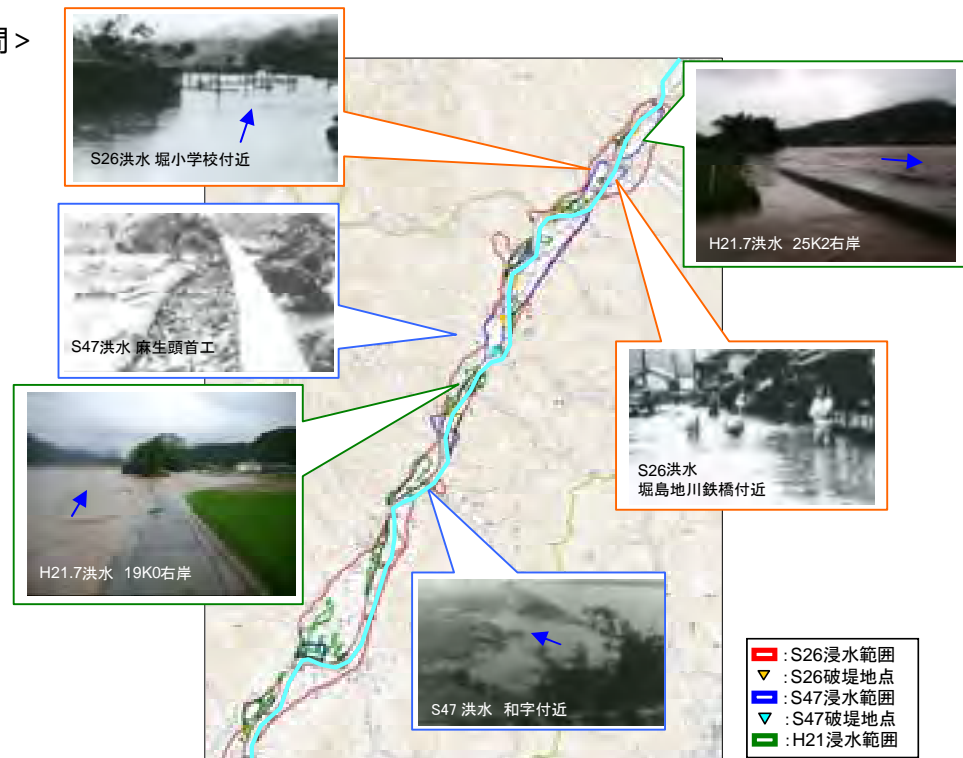 間>
S26洪水 堀小学校付近
H21.7洪水 25K2右岸
S47洪水 麻生頭首工
S26洪水
堀島地川鉄橋付近
H21.7洪水 19K0右岸
S47 洪水 和字付近
:S26浸水範囲
:S26破堤地点
:S47浸水範囲
:S47破堤地点
:H21浸水範囲